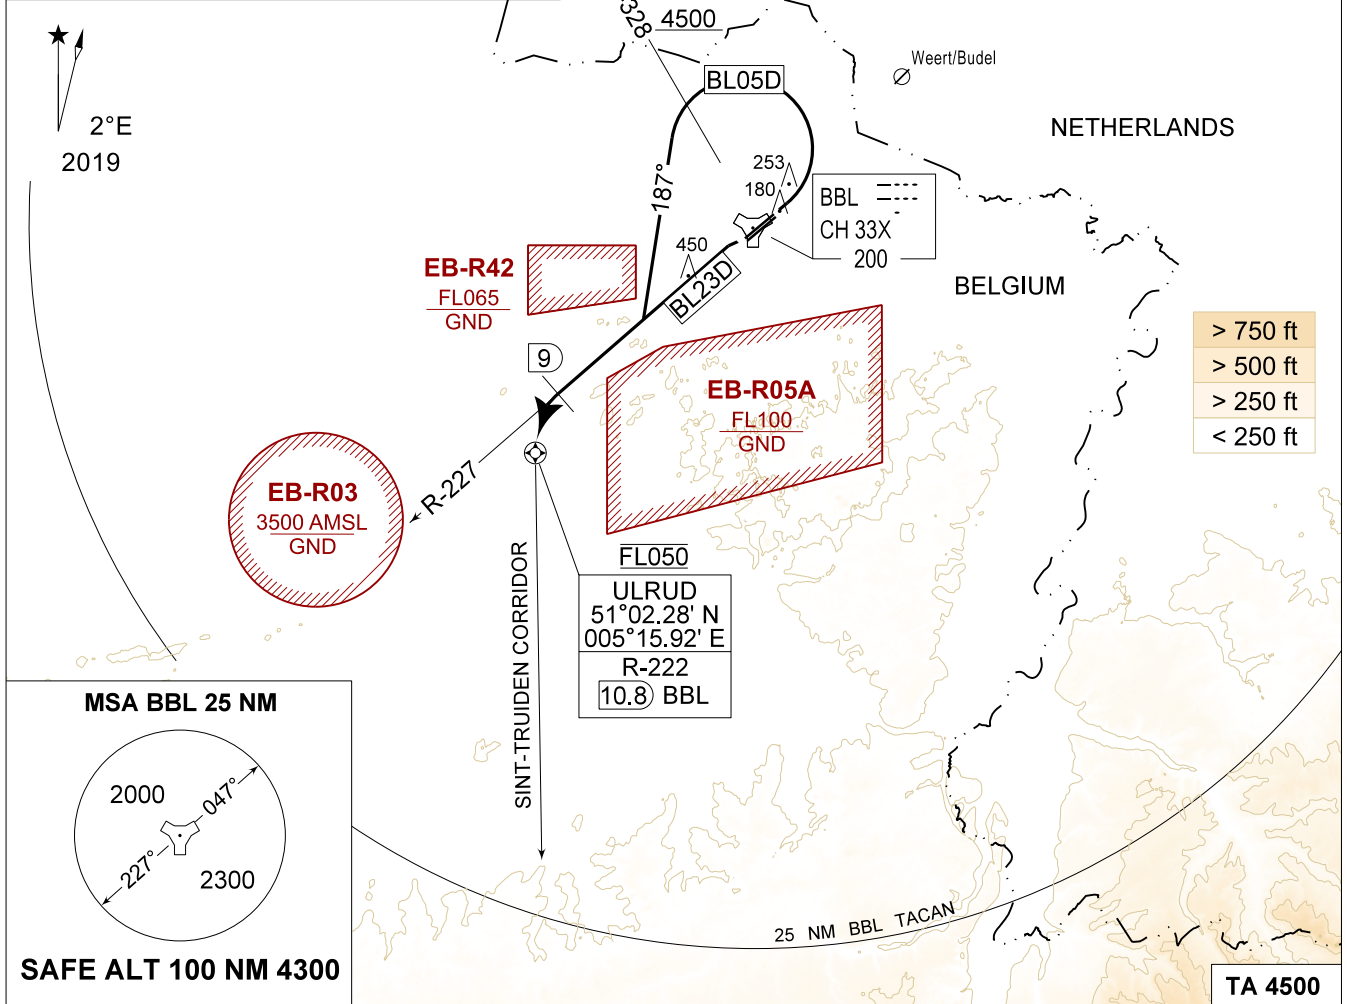 328
4500
BL05D
Weert/Budel
2°E
2019
NETHERLANDS
253
180
187°
BBL
CH 33X
200
450
BL23D
BELGIUM
EB-R42
FL065
GND
> 750 ft
> 500 ft
> 250 ft
< 250 ft
9
EB-R05A
FL100
GND
R-227
EB-R03
3500 AMSL
GND
SINT-TRUIDEN CORRIDOR
FL050
ULRUD
51°02.28' N
005°15.92' E
R-222
10.8 BBL
MSA BBL 25 NM
2000
047°
227°
2300
SAFE ALT 100 NM 4300
25 NM BBL TACAN
TA 4500